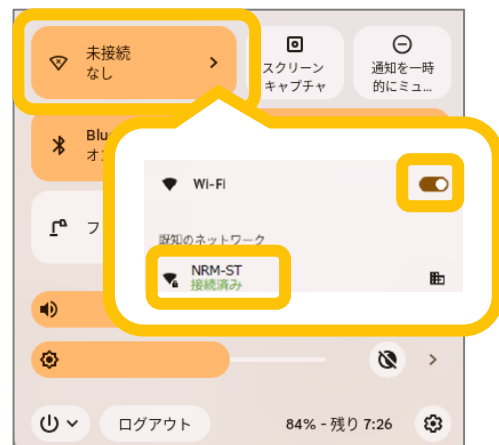 未接続
なし
スクリーン
キャプチャ
通知を一時
的にミュ...
Blu
オ
フ
Wi-Fi
既知のネットワーク
NRM-ST
接続済み
ログアウト
84% - 残り 7:26